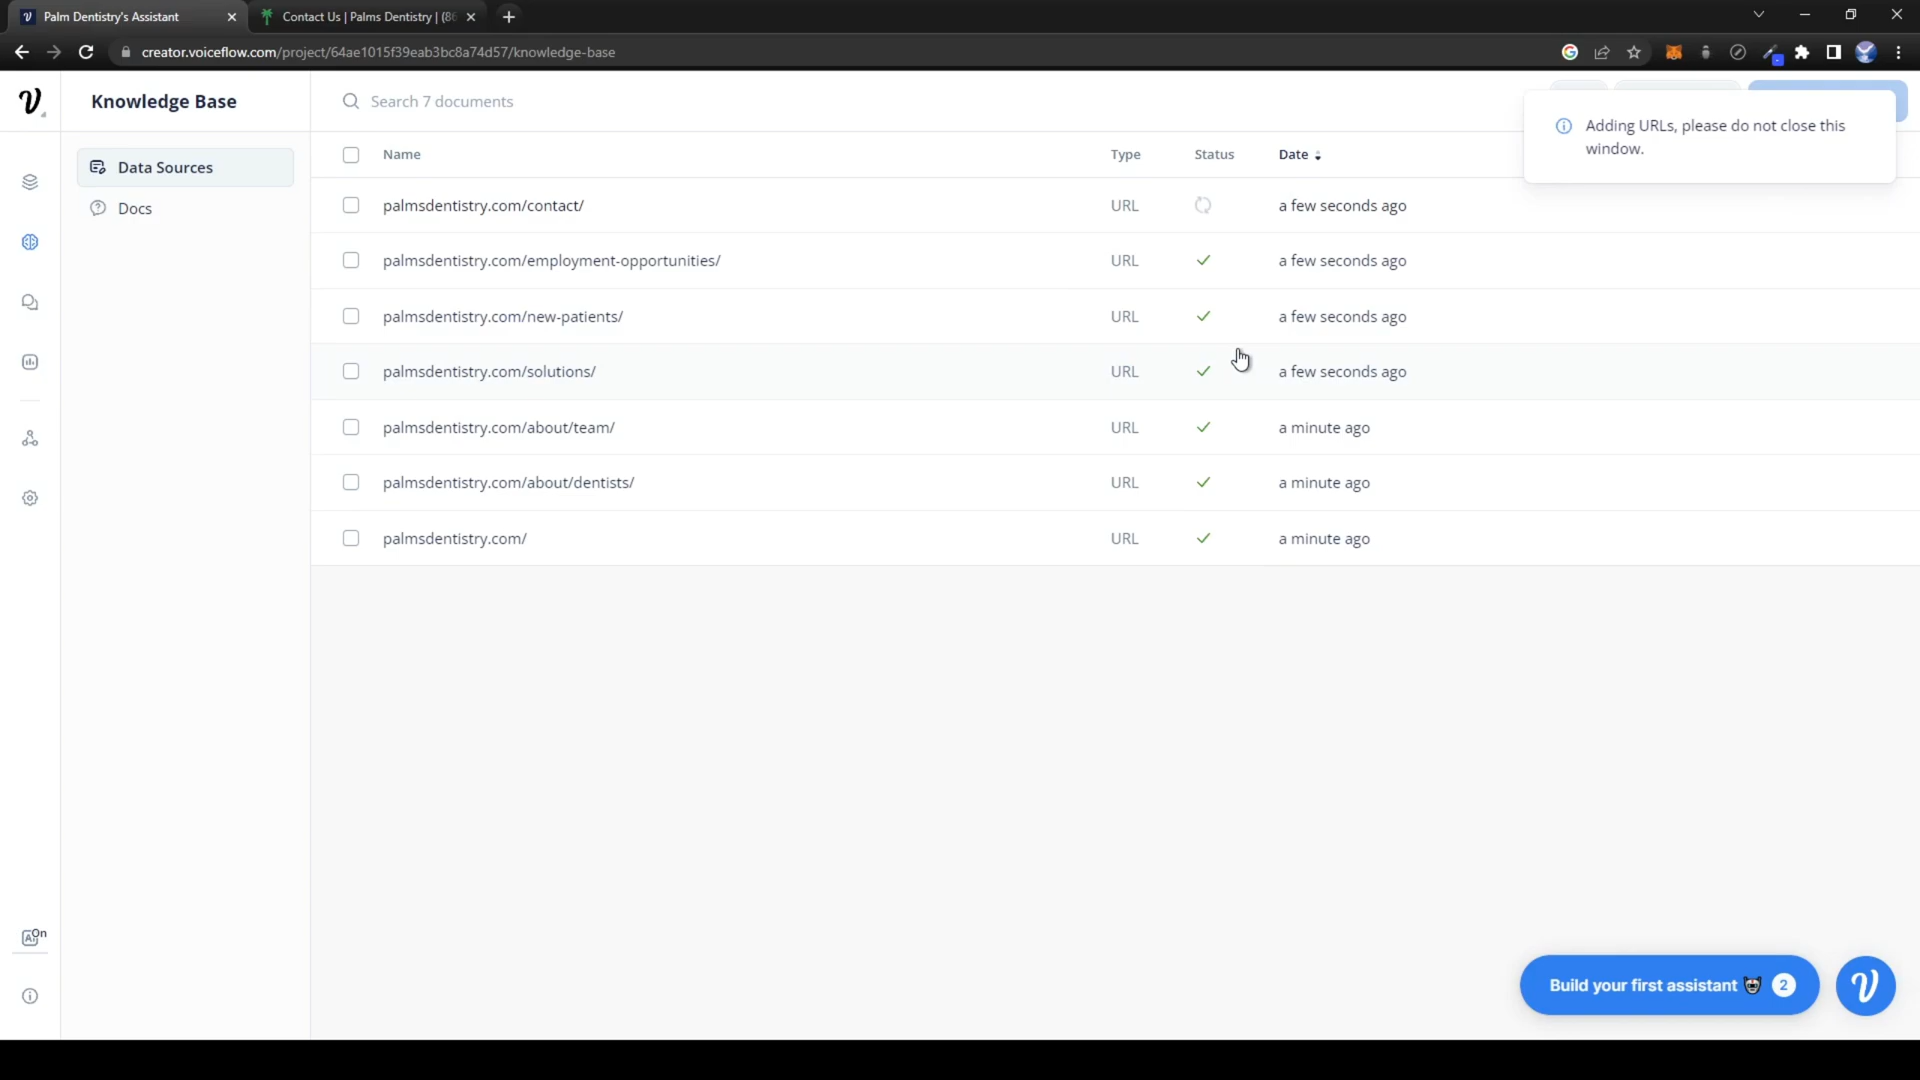 Palm Dentistry's Assistant
Contact Us | Palms Dentistry | (86
creator.voiceflow.com/project/64ae1015f39eab3bc8a74d57/knowledge-base
Knowledge Base
Search 7 documents
Adding URLs, please do not close this
window.
Data Sources
Docs
Name Type Status Date
palmsdentistry.com/contact/ URL a few seconds ago
palmsdentistry.com/employment-opportunities/ URL a few seconds ago
palmsdentistry.com/new-patients/ URL a few seconds ago
palmsdentistry.com/solutions/ URL a few seconds ago
palmsdentistry.com/about/team/ URL a minute ago
palmsdentistry.com/about/dentists/ URL a minute ago
palmsdentistry.com/ URL a minute ago
AI On
Build your first assistant 2